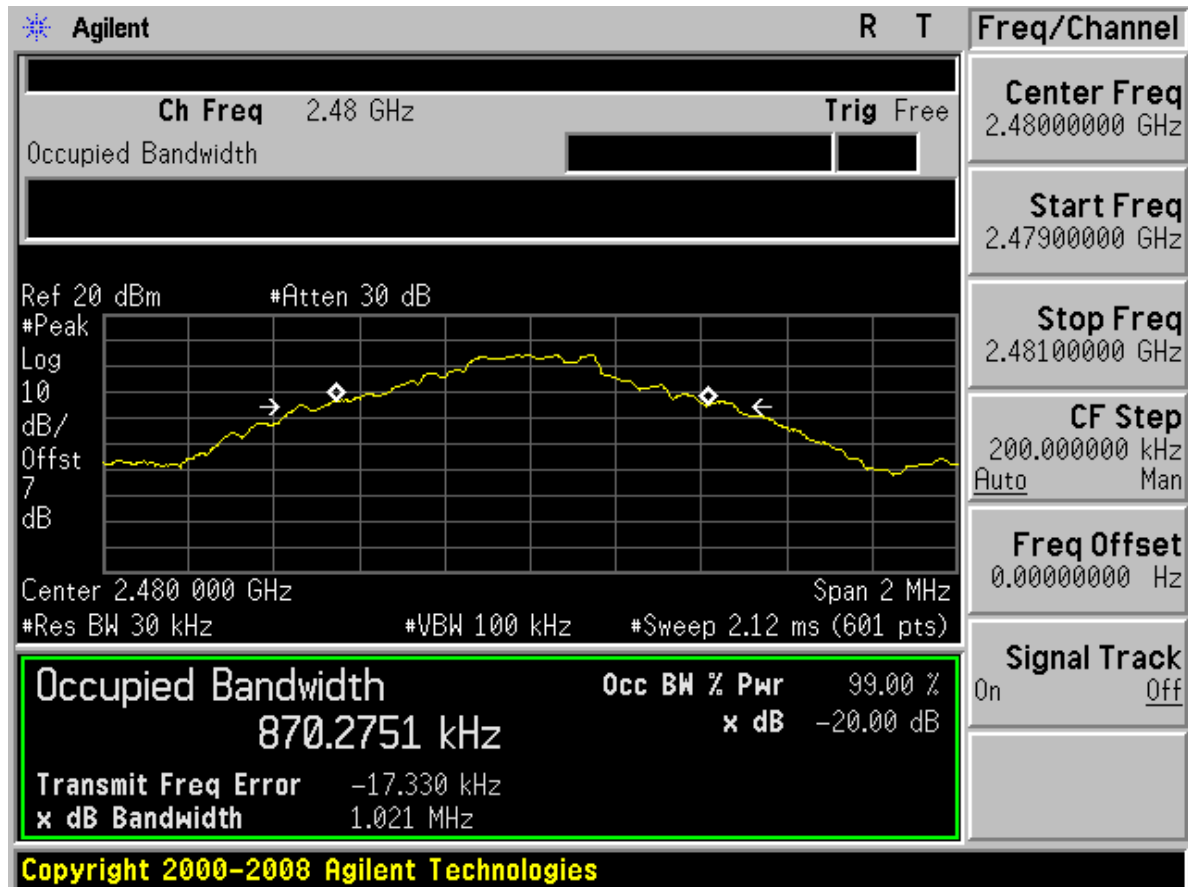 Agilent R T
Freq/Channel
Ch Freq 2.48 GHz Trig Free
Occupied Bandwidth
Center Freq
2.48000000 GHz
Start Freq
2.47900000 GHz
Stop Freq
2.48100000 GHz
CF Step
200.000000 kHz
Auto Man
Freq Offset
0.00000000 Hz
Signal Track
On Off
Ref 20 dBm #Atten 30 dB
#Peak
Log
10
dB/
Offst
7
dB
Center 2.480 000 GHz Span 2 MHz
#Res BW 30 kHz #VBW 100 kHz #Sweep 2.12 ms (601 pts)
Occupied Bandwidth
870.2751 kHz
Occ BW % Pwr 99.00 %
x dB -20.00 dB
Transmit Freq Error -17.330 kHz
x dB Bandwidth 1.021 MHz
Copyright 2000-2008 Agilent Technologies